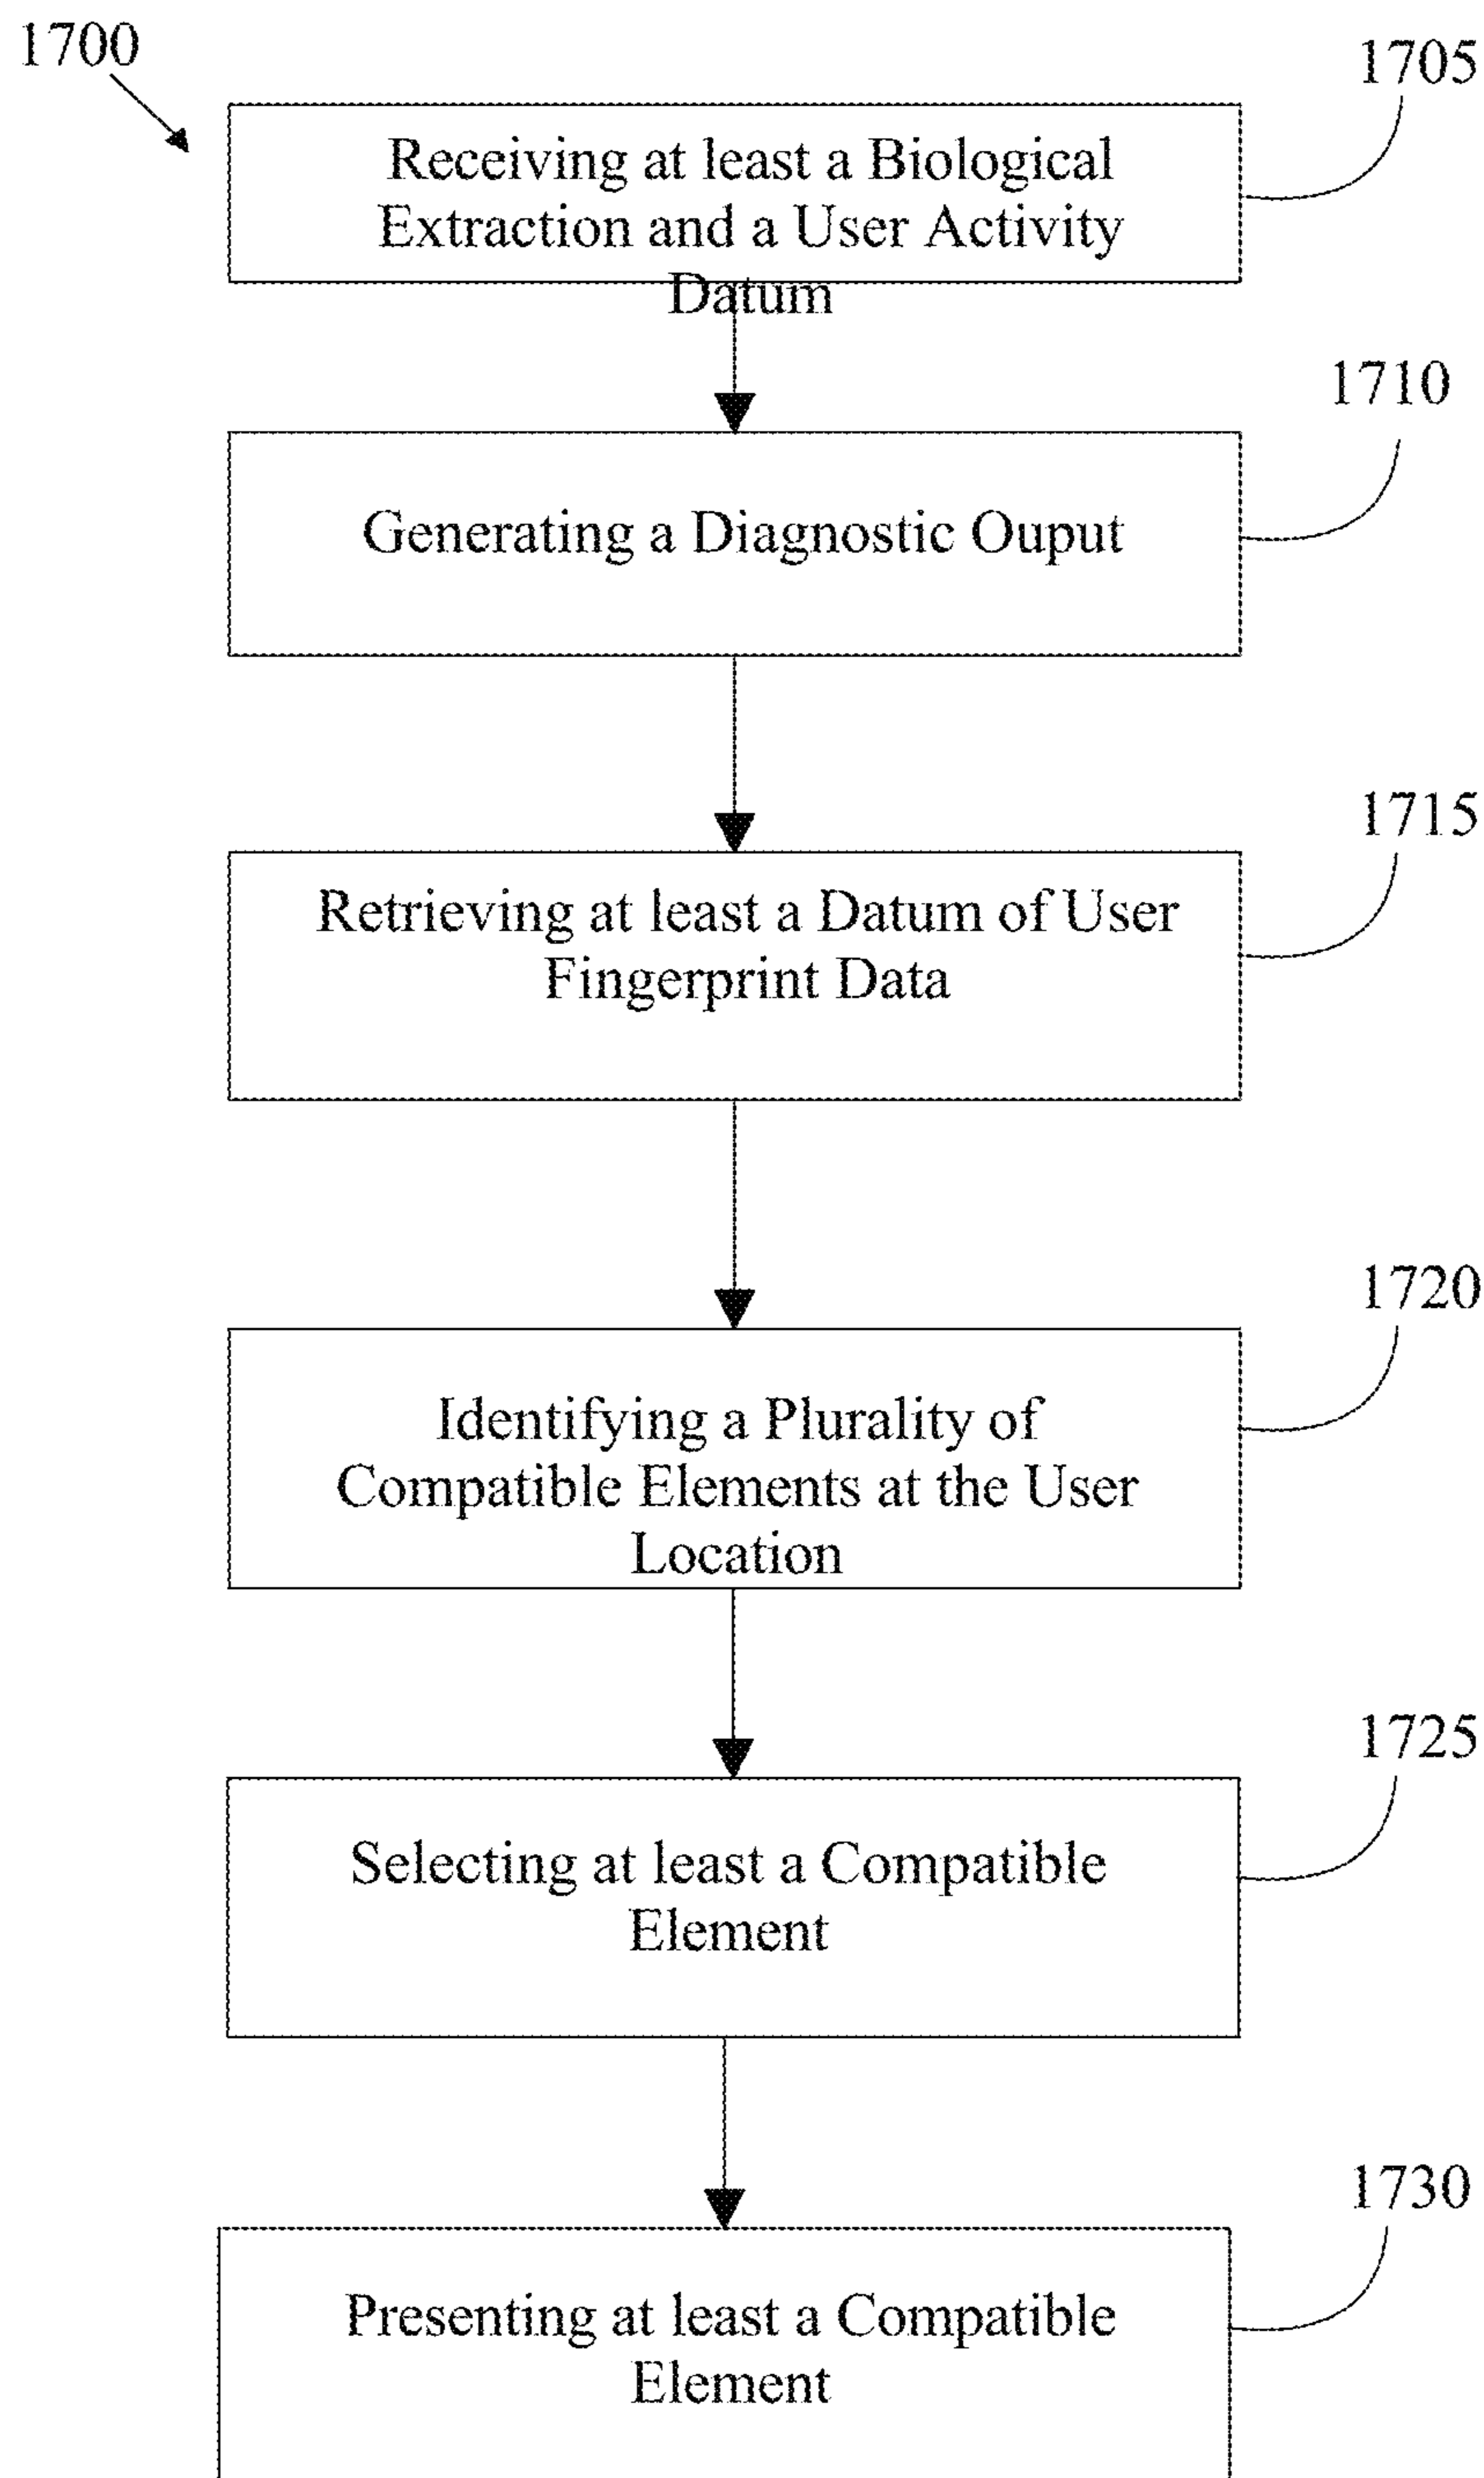 1700
1705
Receiving at least a Biological
Extraction and a User Activity
Datum
1710
Generating a Diagnostic Ouput
1715
Retrieving at least a Datum of User
Fingerprint Data
1720
Identifying a Plurality of
Compatible Elements at the User
Location
1725
Selecting at least a Compatible
Element
1730
Presenting at least a Compatible
Element